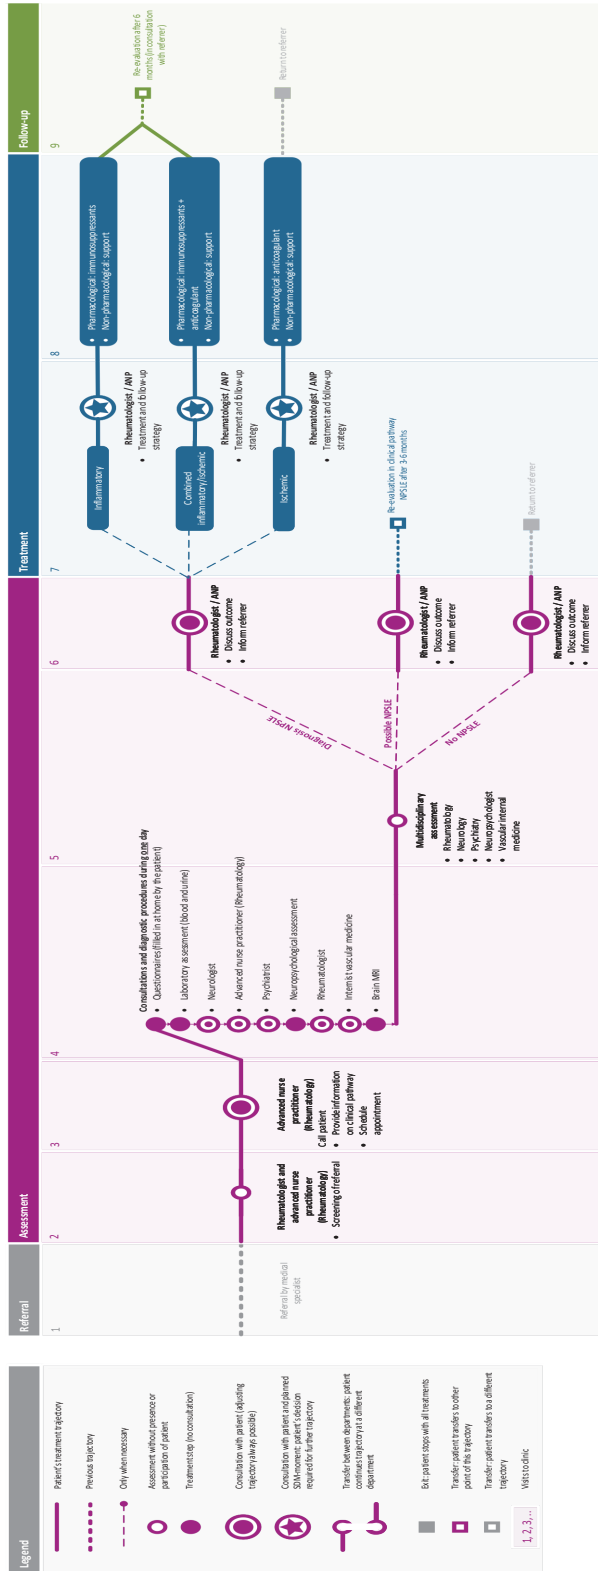 Legend
Patient's treatment trajectory
Previous trajectory
Only when necessary
Assessment without presence or
participation of patient
Treatment step (no consultation)
Consultation with patient (adjusting
trajectory always possible)
Consultation with patient and planned
SDM-moment: patient's decision
required for further trajectory
Transfer between departments: patient
continues trajectory at a different
department
Exit: patient stops with all treatments
Transfer: patient transfers to other
point of this trajectory
Transfer: patient transfers to a different
trajectory
1, 2, 3, ..
Visits to clinic
Referral
Assessment
Treatment
Follow-up
1
2
3
4
5
6
7
8
9
Referral by medical
specialist
Rheumatologist and
advanced nurse
practitioner
(Rheumatology)
• Screening of referral
Advanced nurse
practitioner
(Rheumatology)
Call patient
• Provide information
on clinical pathway
• Schedule
appointment
Consultations and diagnostic procedures during one day
• Questionnaires (filled in at home by the patient)
• Laboratory assessment (blood and urine)
• Neurologist
• Advanced nurse practitioner (Rheumatology)
• Psychiatrist
• Neuropsychological assessment
• Rheumatologist
• Internist vascular medicine
• Brain MRI
Multidisciplinary
assessment
• Rheumatology
• Neurology
• Psychiatry
• Neuropsychologist
• Vascular internal
medicine
Diagnosis NPSLE
Possible NPSLE
No NPSLE
Rheumatologist / ANP
• Discuss outcome
• Inform referrer
Rheumatologist / ANP
• Discuss outcome
• Inform referrer
Rheumatologist / ANP
• Discuss outcome
• Inform referrer
Inflammatory
Combined
inflammatory/ischemic
Ischemic
Re-evaluation in clinical pathway
NPSLE after 3-6 months
Return to referrer
Rheumatologist / ANP
• Treatment and follow-up
strategy
Rheumatologist / ANP
• Treatment and follow-up
strategy
Rheumatologist / ANP
• Treatment and follow-up
strategy
• Pharmacological: immunosuppressants
• Non-pharmacological: support
• Pharmacological: immunosuppressants +
anticoagulant
• Non-pharmacological: support
• Pharmacological: anticoagulant
• Non-pharmacological: support
Re-evaluation after 6
months (in consultation
with referrer)
Return to referrer